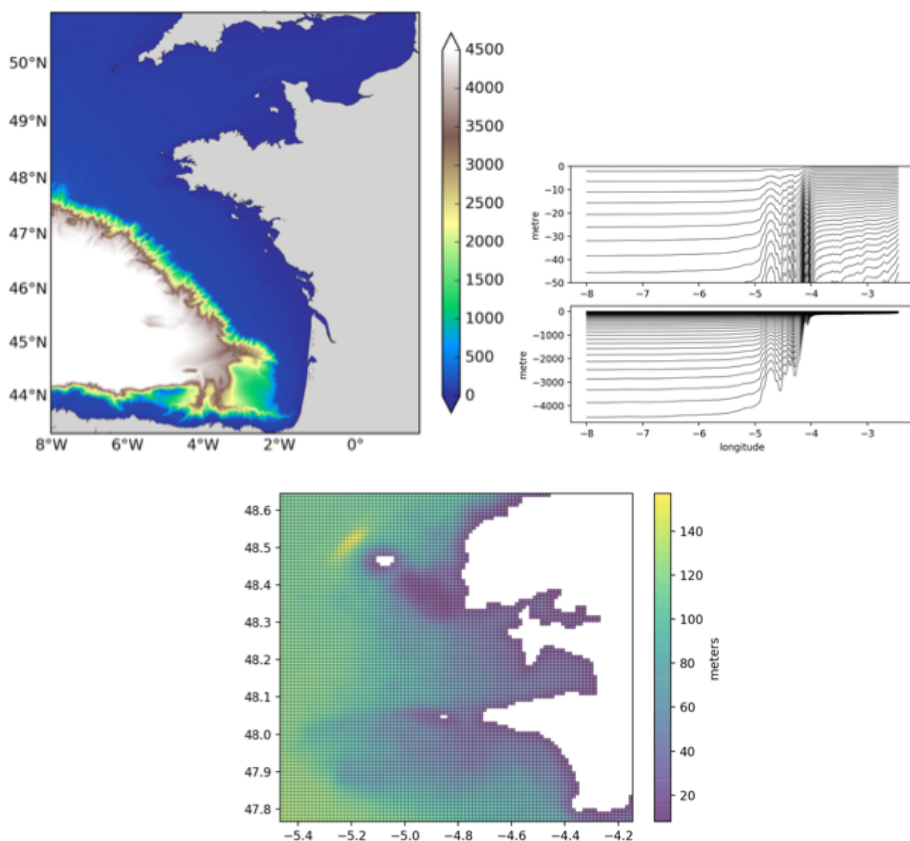 50°N
49°N
48°N
47°N
46°N
45°N
44°N
8°W 6°W 4°W 2°W 0°
4500
4000
3500
3000
2500
2000
1500
1000
500
0
0
−10
−20
−30
−40
−50
metre
−8 −7 −6 −5 −4 −3
0
−1000
−2000
−3000
−4000
metre
−8 −7 −6 −5 −4 −3
longitude
48.6
48.5
48.4
48.3
48.2
48.1
48.0
47.9
47.8
−5.4 −5.2 −5.0 −4.8 −4.6 −4.4 −4.2
140
120
100
80
60
40
20
meters